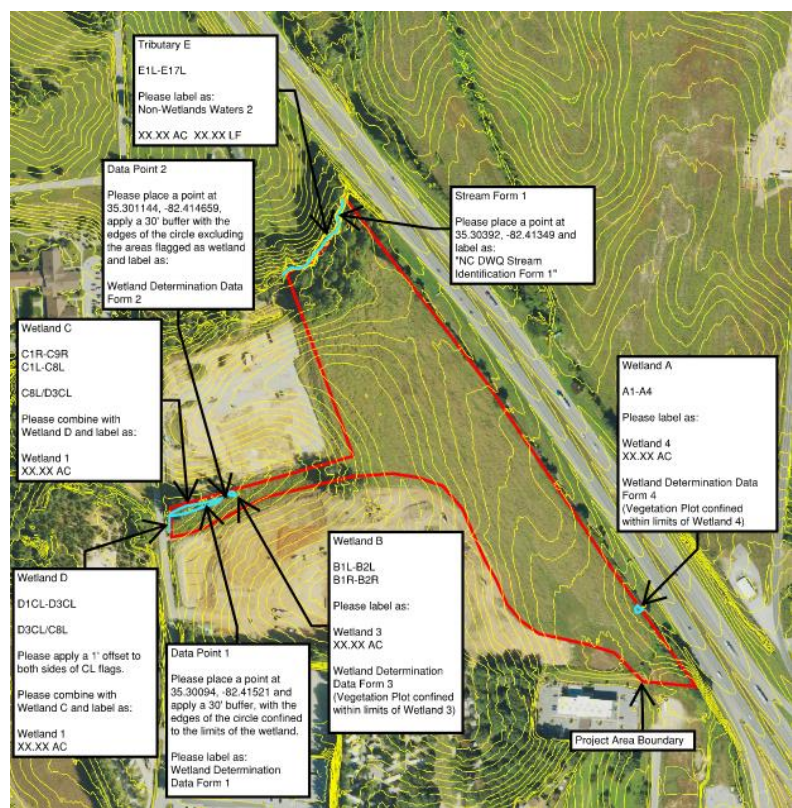 Tributary E
E1L-E17L
Please label as:
Non-Wetlands Waters 2
XX.XX AC XX.XX LF
Data Point 2
Please place a point at
35.301144, -82.414659,
apply a 30' buffer with the
edges of the circle excluding
the areas flagged as wetland
and label as:
Wetland Determination Data
Form 2
Stream Form 1
Please place a point at
35.30392, -82.41349 and
label as:
"NC DWQ Stream
Identification Form 1"
Wetland C
C1R-C9R
C1L-C8L
C8L/D3CL
Please combine with
Wetland D and label as:
Wetland 1
XX.XX AC
Wetland A
A1-A4
Please label as:
Wetland 4
XX.XX AC
Wetland Determination Data
Form 4
(Vegetation Plot confined
within limits of Wetland 4)
Wetland D
D1CL-D3CL
D3CL/C8L
Please apply a 1' offset to
both sides of CL flags.
Please combine with
Wetland C and label as:
Wetland 1
XX.XX AC
Data Point 1
Please place a point at
35.30094, -82.41521 and
apply a 30' buffer, with the
edges of the circle confined
to the limits of the wetland.
Please label as:
Wetland Determination
Data Form 1
Wetland B
B1L-B2L
B1R-B2R
Please label as:
Wetland 3
XX.XX AC
Wetland Determination
Data Form 3
(Vegetation Plot confined
within limits of Wetland 3)
Project Area Boundary